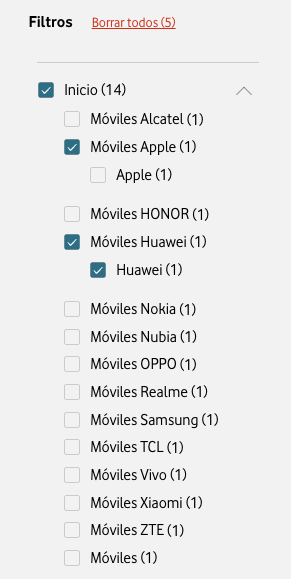 Filtros Borrar todos (5)
Inicio (14)
Móviles Alcatel (1)
Móviles Apple (1)
Apple (1)
Móviles HONOR (1)
Móviles Huawei (1)
Huawei (1)
Móviles Nokia (1)
Móviles Nubia (1)
Móviles OPPO (1)
Móviles Realme (1)
Móviles Samsung (1)
Móviles TCL (1)
Móviles Vivo (1)
Móviles Xiaomi (1)
Móviles ZTE (1)
Móviles (1)